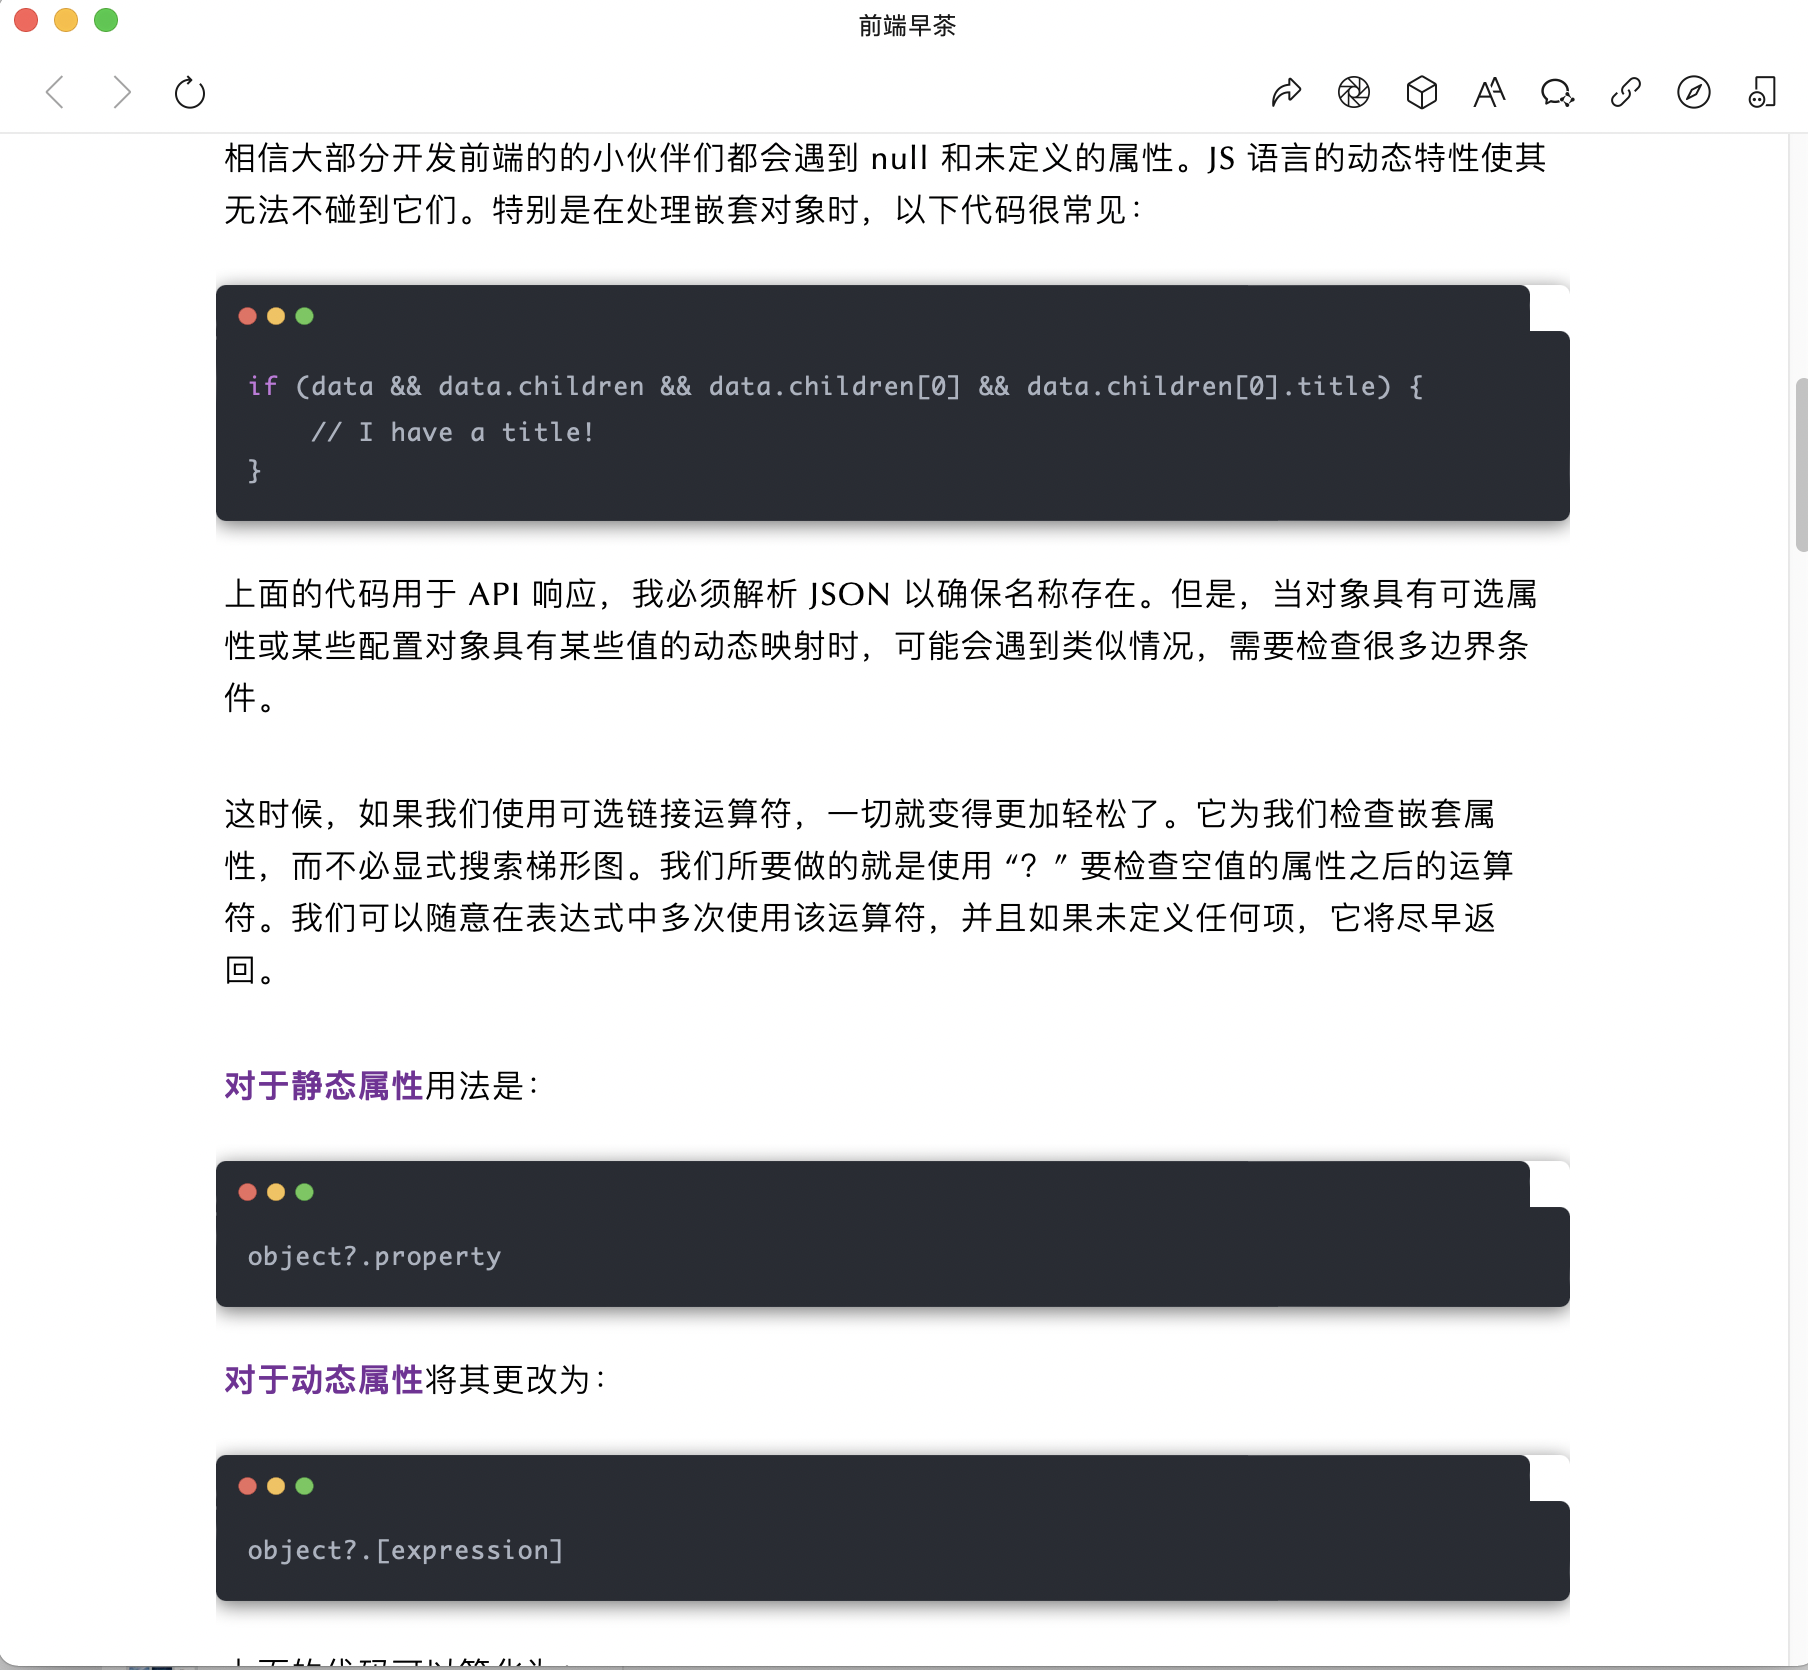 前端早茶
相信大部分开发前端的的小伙伴们都会遇到 null 和未定义的属性。JS 语言的动态特性使其
无法不碰到它们。特别是在处理嵌套对象时，以下代码很常见：
if (data && data.children && data.children[0] && data.children[0].title) {
    // I have a title!
}
上面的代码用于 API 响应，我必须解析 JSON 以确保名称存在。但是，当对象具有可选属
性或某些配置对象具有某些值的动态映射时，可能会遇到类似情况，需要检查很多边界条
件。
这时候，如果我们使用可选链接运算符，一切就变得更加轻松了。它为我们检查嵌套属
性，而不必显式搜索梯形图。我们所要做的就是使用 “？” 要检查空值的属性之后的运算
符。我们可以随意在表达式中多次使用该运算符，并且如果未定义任何项，它将尽早返
回。
对于静态属性用法是：
object?.property
对于动态属性将其更改为：
object?.[expression]
上面的代码可以简化为：